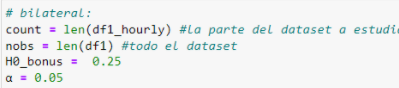 # bilateral:
count = len(df1_hourly) #la parte del dataset a
nobs = len(df1) #todo el dataset
H0_bonus = 0.25
α = 0.05